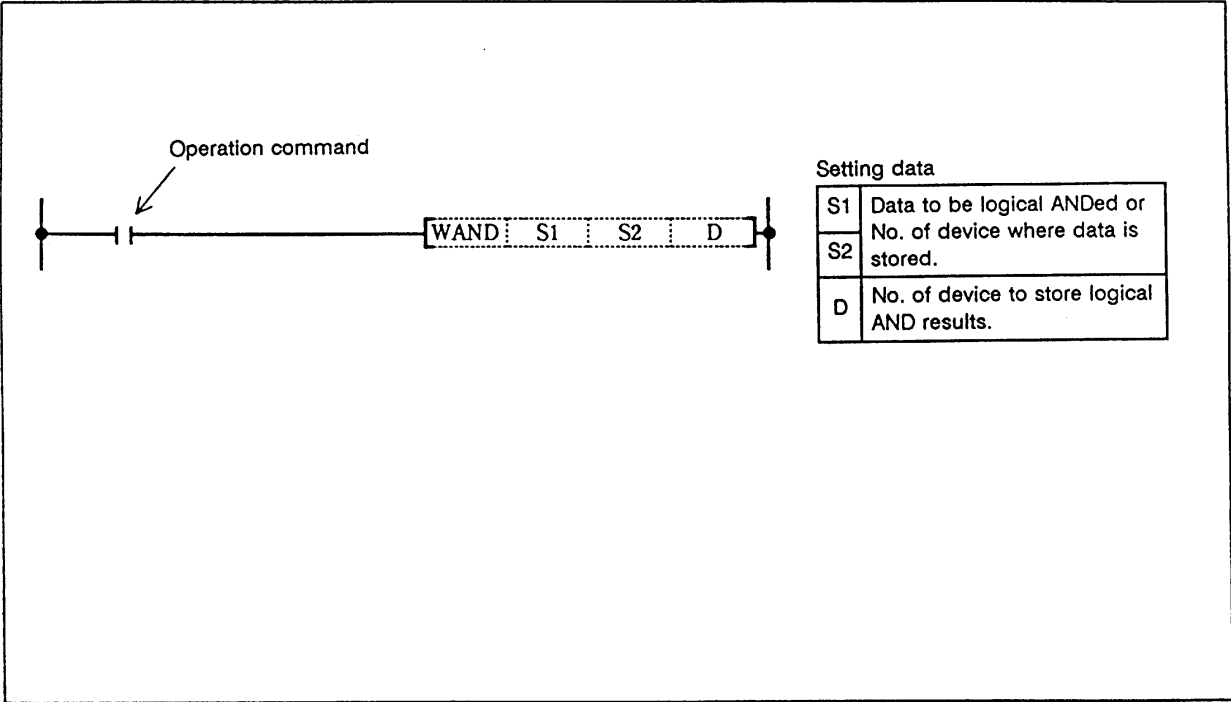 Operation command
WAND S1 S2 D
Setting data
S1 Data to be logical ANDed or
No. of device where data is
S2 stored.
D No. of device to store logical
AND results.